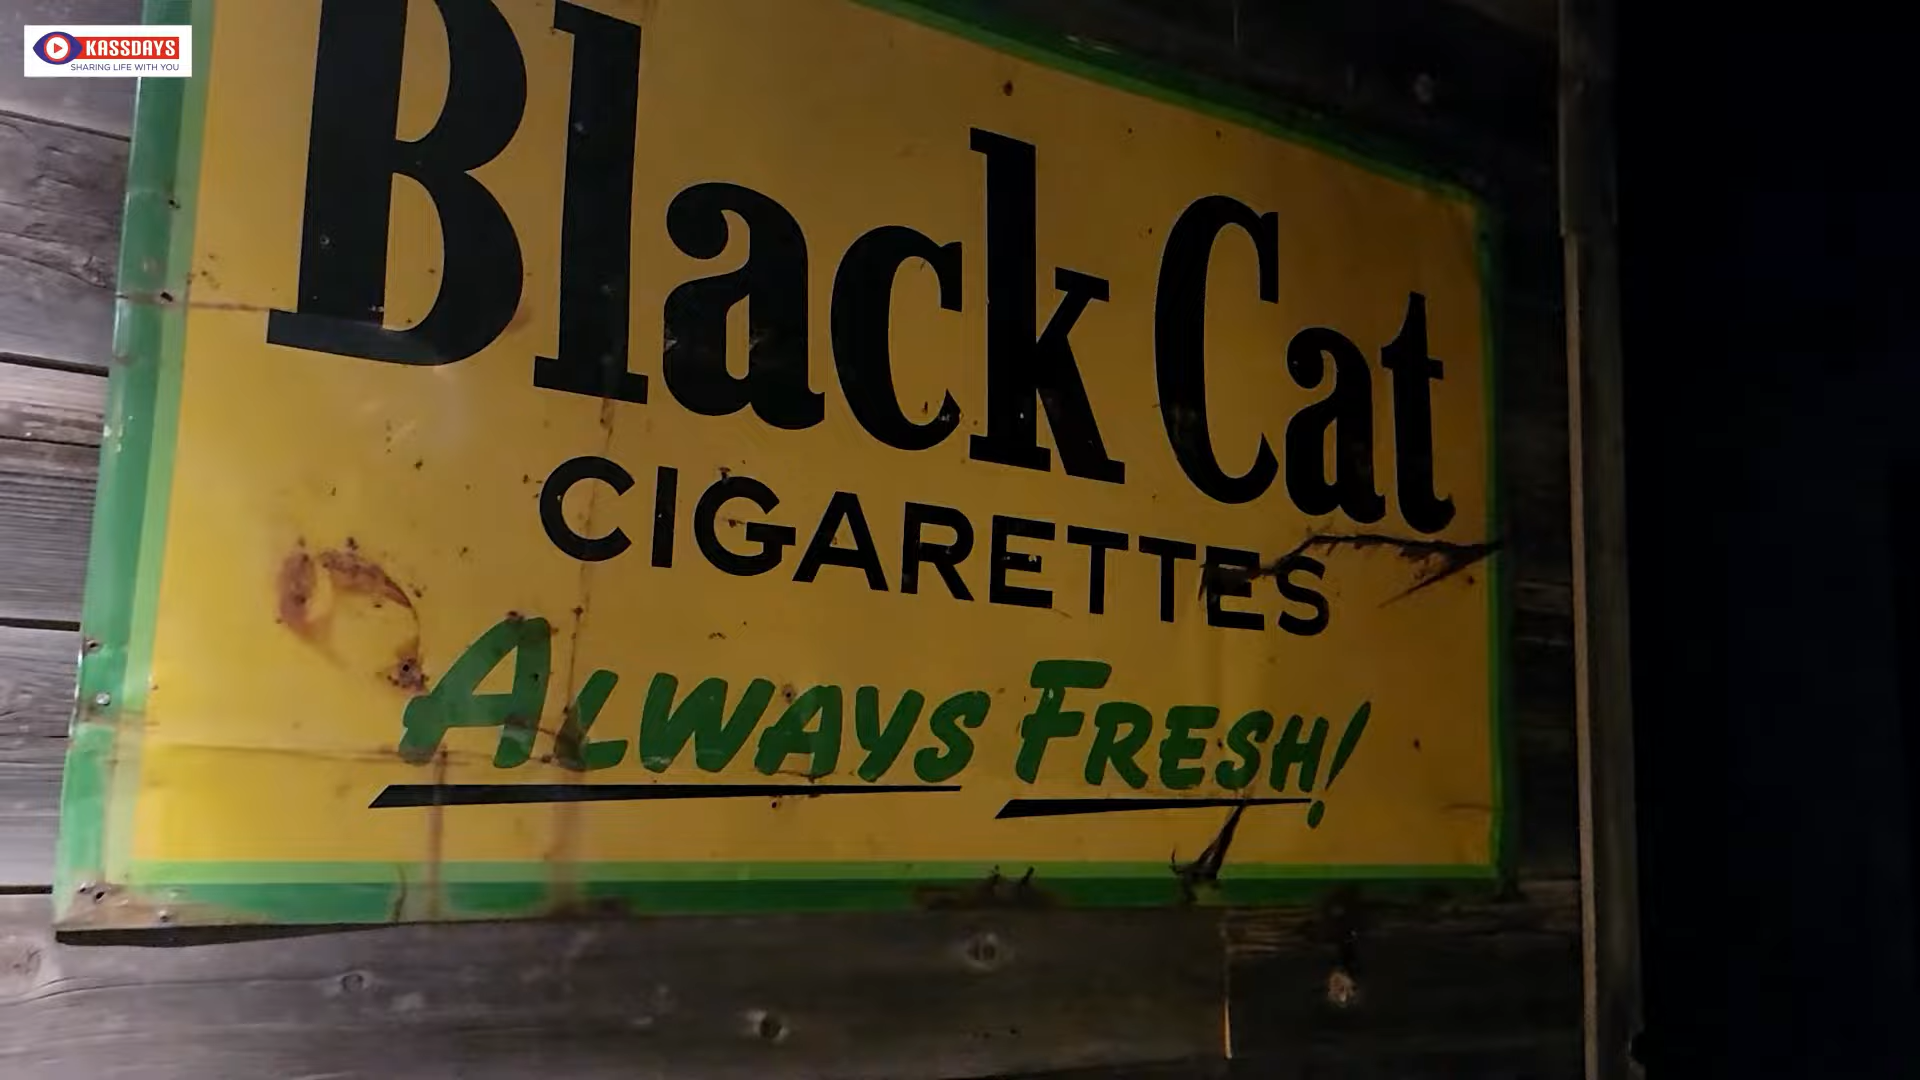 KASSDAYS
SHARING LIFE WITH YOU
Black Cat
CIGARETTES
ALWAYS FRESH!